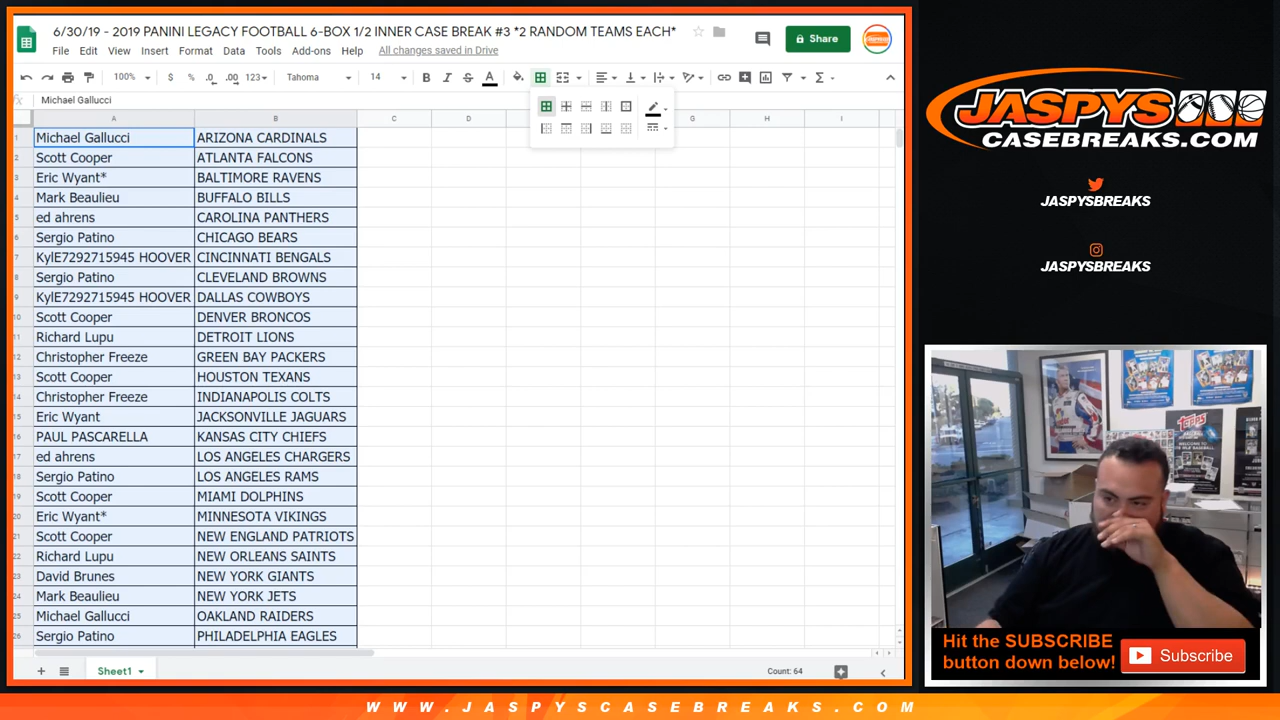 6/30/19 - 2019 PANINI LEGACY FOOTBALL 6-BOX 1/2 INNER CASE BREAK #3 *2 RANDOM TEAMS EACH*
File Edit View Insert Format Data Tools Add-ons Help All changes saved in Drive
Share
100% $ % .0 .00 123 Tahoma 14 B I S A
Michael Gallucci
A B C D E G H I
1 Michael Gallucci ARIZONA CARDINALS
2 Scott Cooper ATLANTA FALCONS
3 Eric Wyant* BALTIMORE RAVENS
4 Mark Beaulieu BUFFALO BILLS
5 ed ahrens CAROLINA PANTHERS
6 Sergio Patino CHICAGO BEARS
7 KylE7292715945 HOOVER CINCINNATI BENGALS
8 Sergio Patino CLEVELAND BROWNS
9 KylE7292715945 HOOVER DALLAS COWBOYS
10 Scott Cooper DENVER BRONCOS
11 Richard Lupu DETROIT LIONS
12 Christopher Freeze GREEN BAY PACKERS
13 Scott Cooper HOUSTON TEXANS
14 Christopher Freeze INDIANAPOLIS COLTS
15 Eric Wyant JACKSONVILLE JAGUARS
16 PAUL PASCARELLA KANSAS CITY CHIEFS
17 ed ahrens LOS ANGELES CHARGERS
18 Sergio Patino LOS ANGELES RAMS
19 Scott Cooper MIAMI DOLPHINS
20 Eric Wyant* MINNESOTA VIKINGS
21 Scott Cooper NEW ENGLAND PATRIOTS
22 Richard Lupu NEW ORLEANS SAINTS
23 David Brunes NEW YORK GIANTS
24 Mark Beaulieu NEW YORK JETS
25 Michael Gallucci OAKLAND RAIDERS
26 Sergio Patino PHILADELPHIA EAGLES
Sheet1
Count: 64
JASPYS
CASEBREAKS.COM
JASPYSBREAKS
JASPYSBREAKS
TOPPS
WELCOME TO
Hit the SUBSCRIBE
button down below!
Subscribe
WWW.JASPYSCASEBREAKS.COM